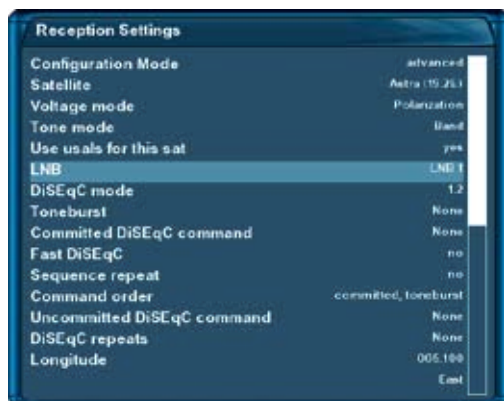 Reception Settings
Configuration Mode advanced
Satellite Astra (19.2E)
Voltage mode Polarization
Tone mode Band
Use usals for this sat yes
LNB LNB 1
DiSEqC mode 1.2
Toneburst None
Committed DiSEqC command None
Fast DiSEqC no
Sequence repeat no
Command order committed, toneburst
Uncommitted DiSEqC command None
DiSEqC repeats None
Longitude 005.100
East